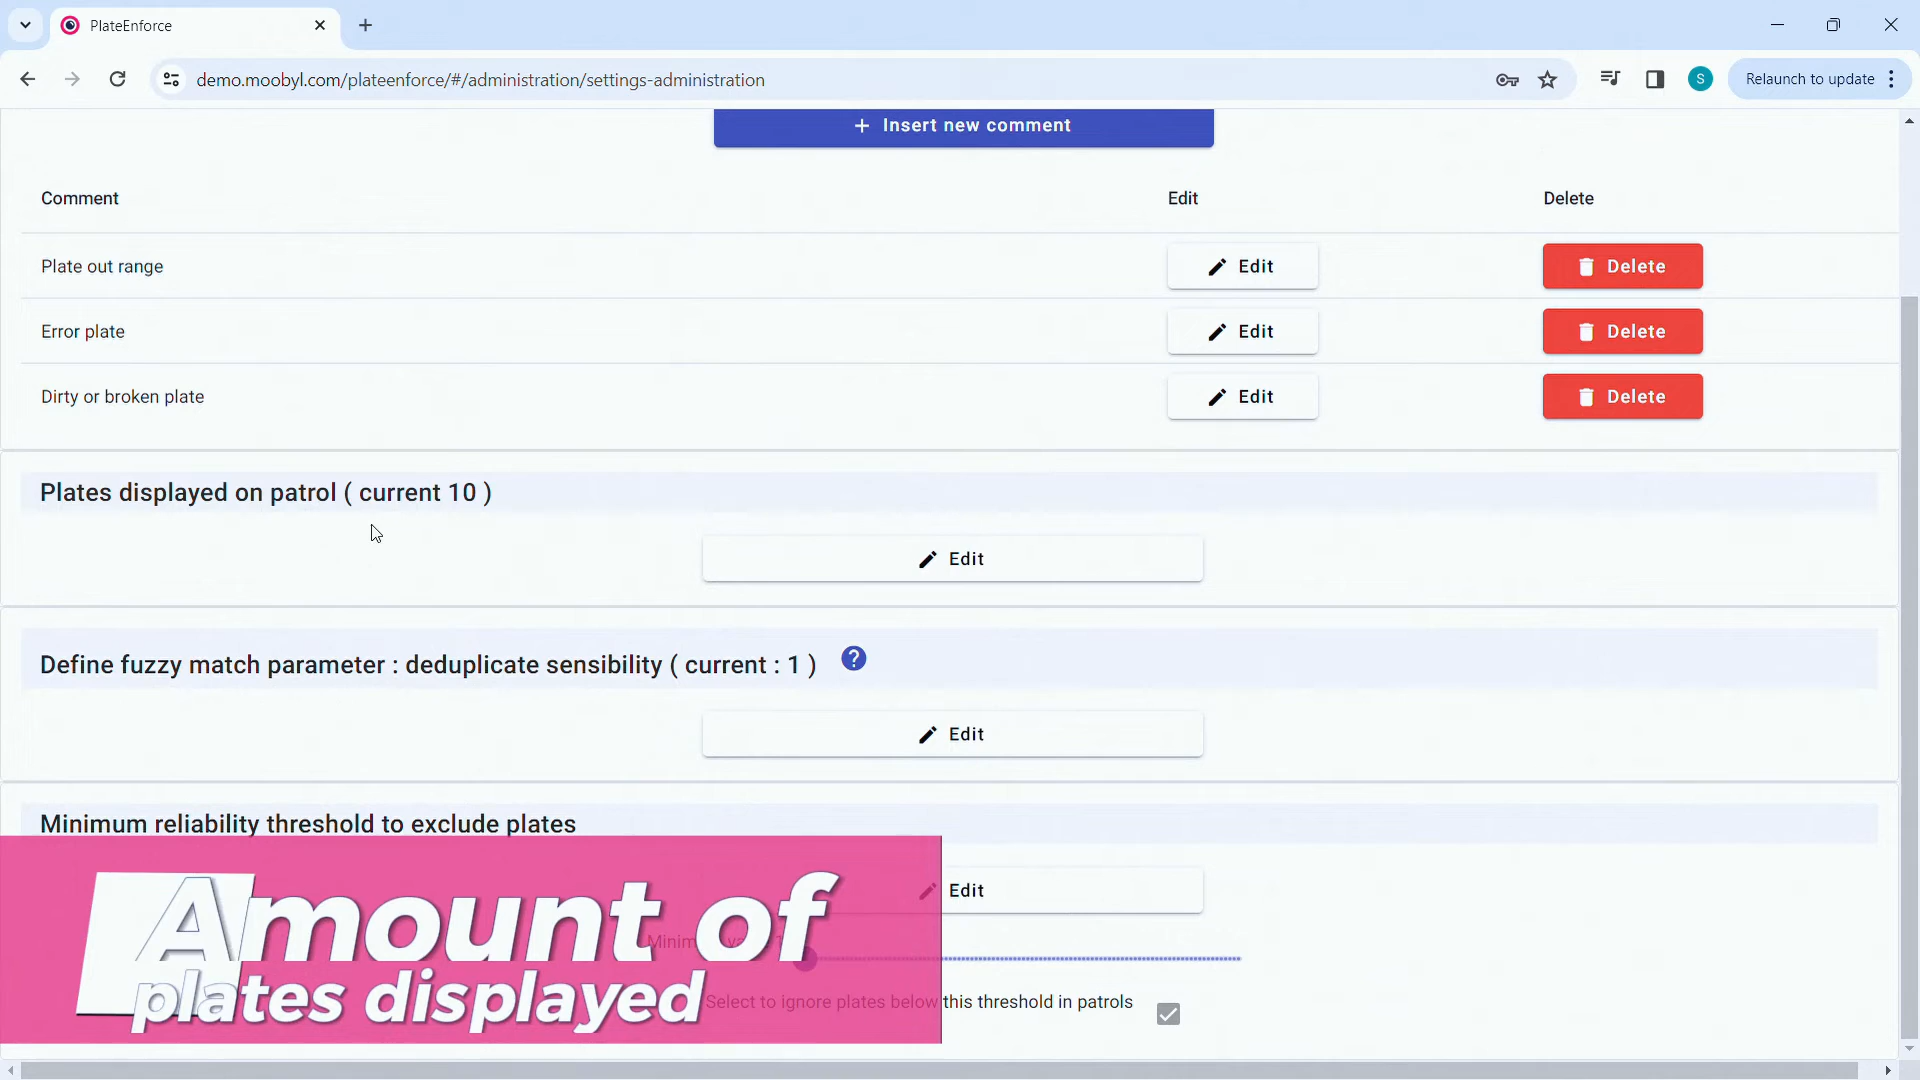 PlateEnforce
demo.moobyl.com/plateenforce/#/administration/settings-administration
S
Relaunch to update
+ Insert new comment
Comment Edit Delete
Plate out range Edit Delete
Error plate Edit Delete
Dirty or broken plate Edit Delete
Plates displayed on patrol ( current 10 )
Edit
Define fuzzy match parameter : deduplicate sensibility ( current : 1 ) ?
Edit
Minimum reliability threshold to exclude plates
Edit
Select to ignore plates below this threshold in patrols
Amount of
plates displayed